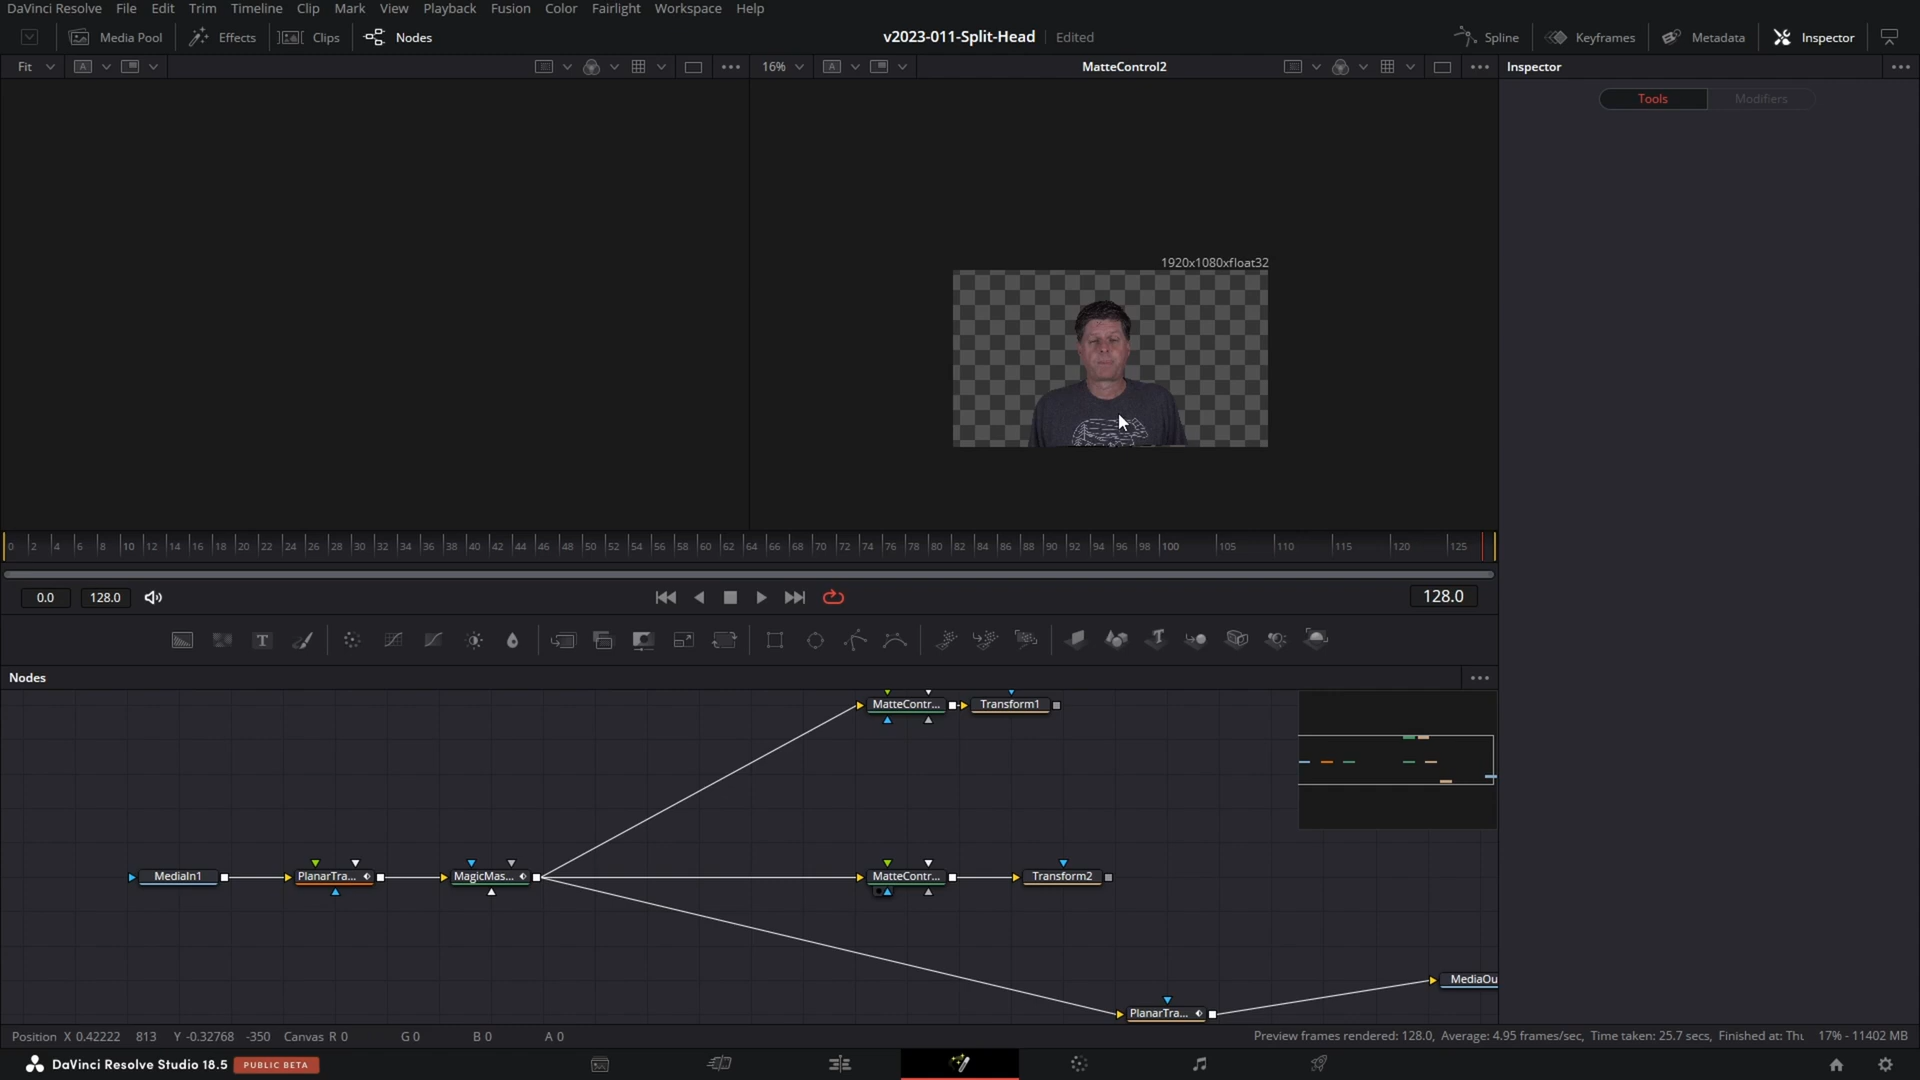 DaVinci Resolve File Edit Trim Timeline Clip Mark View Playback Fusion Color Fairlight Workspace Help
Media Pool Effects Clips Nodes v2023-011-Split-Head Edited Spline Keyframes Metadata Inspector
Fit A 16% A MatteControl2 Inspector
Tools Modifiers
1920x1080xfloat32
0 2 4 6 8 10 12 14 16 18 20 22 24 26 28 30 32 34 36 38 40 42 44 46 48 50 52 54 56 58 60 62 64 66 68 70 72 74 76 78 80 82 84 86 88 90 92 94 96 98 100 105 110 115 120 125
0.0 128.0 128.0
T T
Nodes
MatteContr... Transform1
MediaIn1 PlanarTra... MagicMas... MatteContr... Transform2
MediaOu
PlanarTra...
Position X 0.42222 813 Y -0.32768 -350 Canvas R 0 G 0 B 0 A 0 Preview frames rendered: 128.0, Average: 4.95 frames/sec, Time taken: 25.7 secs, Finished at: Thu 17% - 11402 MB
DaVinci Resolve Studio 18.5 PUBLIC BETA